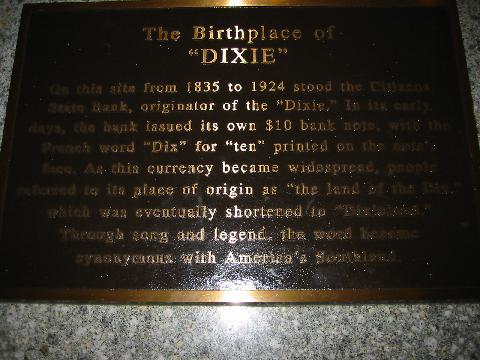 The Birthplace of
"DIXIE"
On this site from 1835 to 1924 stood the Citizens
State Bank, originator of the "Dixie." In its early
days, the bank issued its own $10 bank note, with the
French word "Dix" for "ten" printed on the note's
face. As this currency became widespread, people
referred to its place of origin as "the land of the Dix,"
which was eventually shortened to "Dixieland."
Through song and legend, the word became
synonymous with America's Southland.